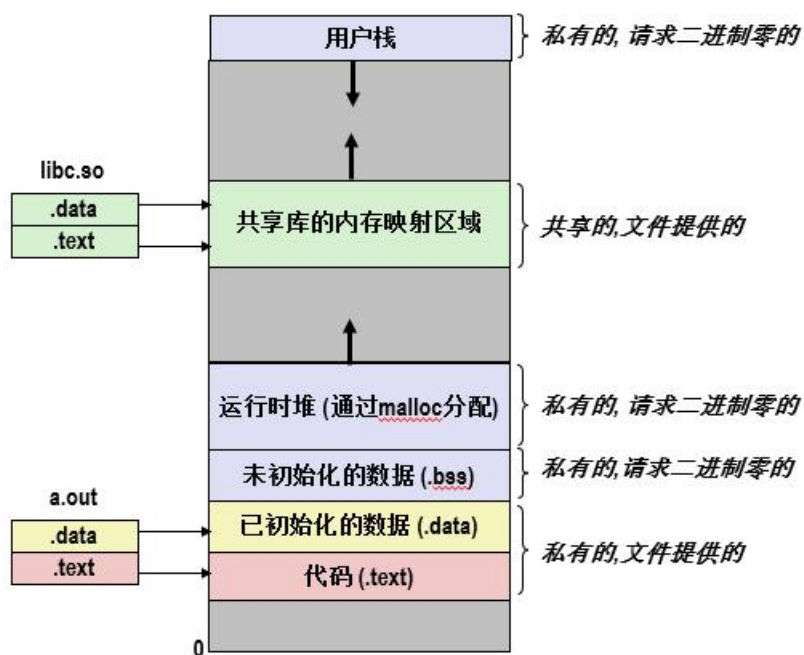 用户栈
私有的, 请求二进制零的
libc.so
.data
.text
共享库的内存映射区域
共享的,文件提供的
运行时堆 (通过malloc分配)
私有的, 请求二进制零的
未初始化的数据 (.bss)
私有的,请求二进制零的
a.out
.data
.text
已初始化的数据 (.data)
代码 (.text)
私有的,文件提供的
0